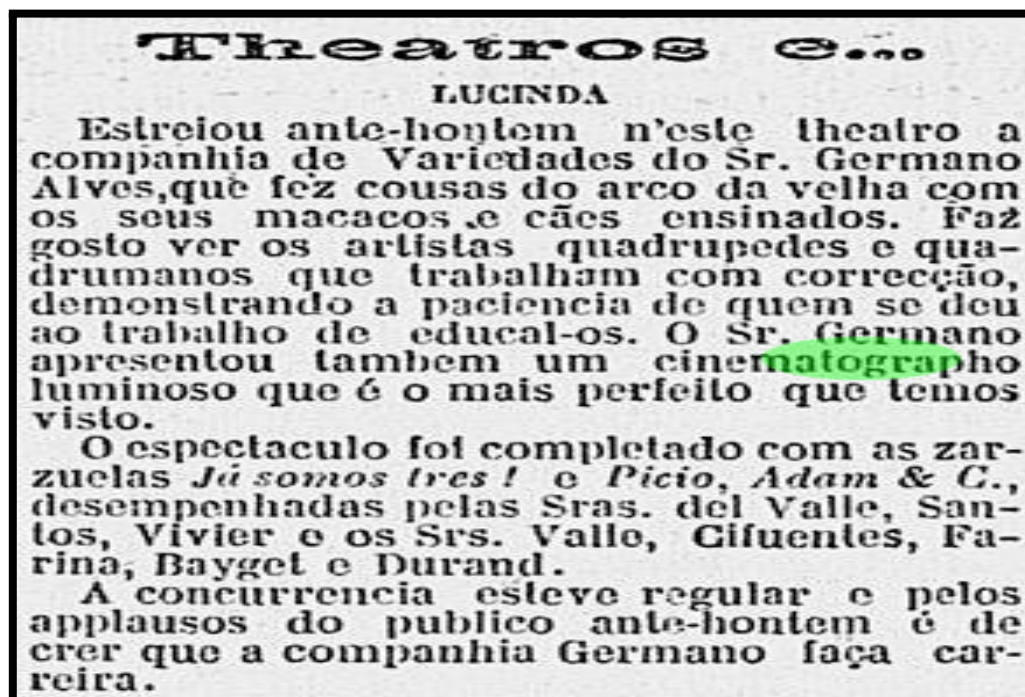 Theatros e...
LUCINDA
Estreiou ante-hontem n'este theatro a
companhia de Variedades do Sr. Germano
Alves, que fez cousas do arco da velha com
os seus macacos e cães ensinados. Faz
gosto ver os artistas quadrupedes e qua-
drumanos que trabalham com correcção,
demonstrando a paciencia de quem se deu
ao trabalho de educal-os. O Sr. Germano
apresentou tambem um cinematographo
luminoso que é o mais perfeito que temos
visto.
O espectaculo foi completado com as zar-
zuelas Já somos tres! e Picio, Adam & C.,
desempenhadas pelas Sras. del Valle, San-
tos, Vivier e os Srs. Valle, Cifuentes, Fa-
rina, Bayget e Durand.
A concurrencia esteve regular e pelos
applausos do publico ante-hontem é de
crer que a companhia Germano faça car-
reira.